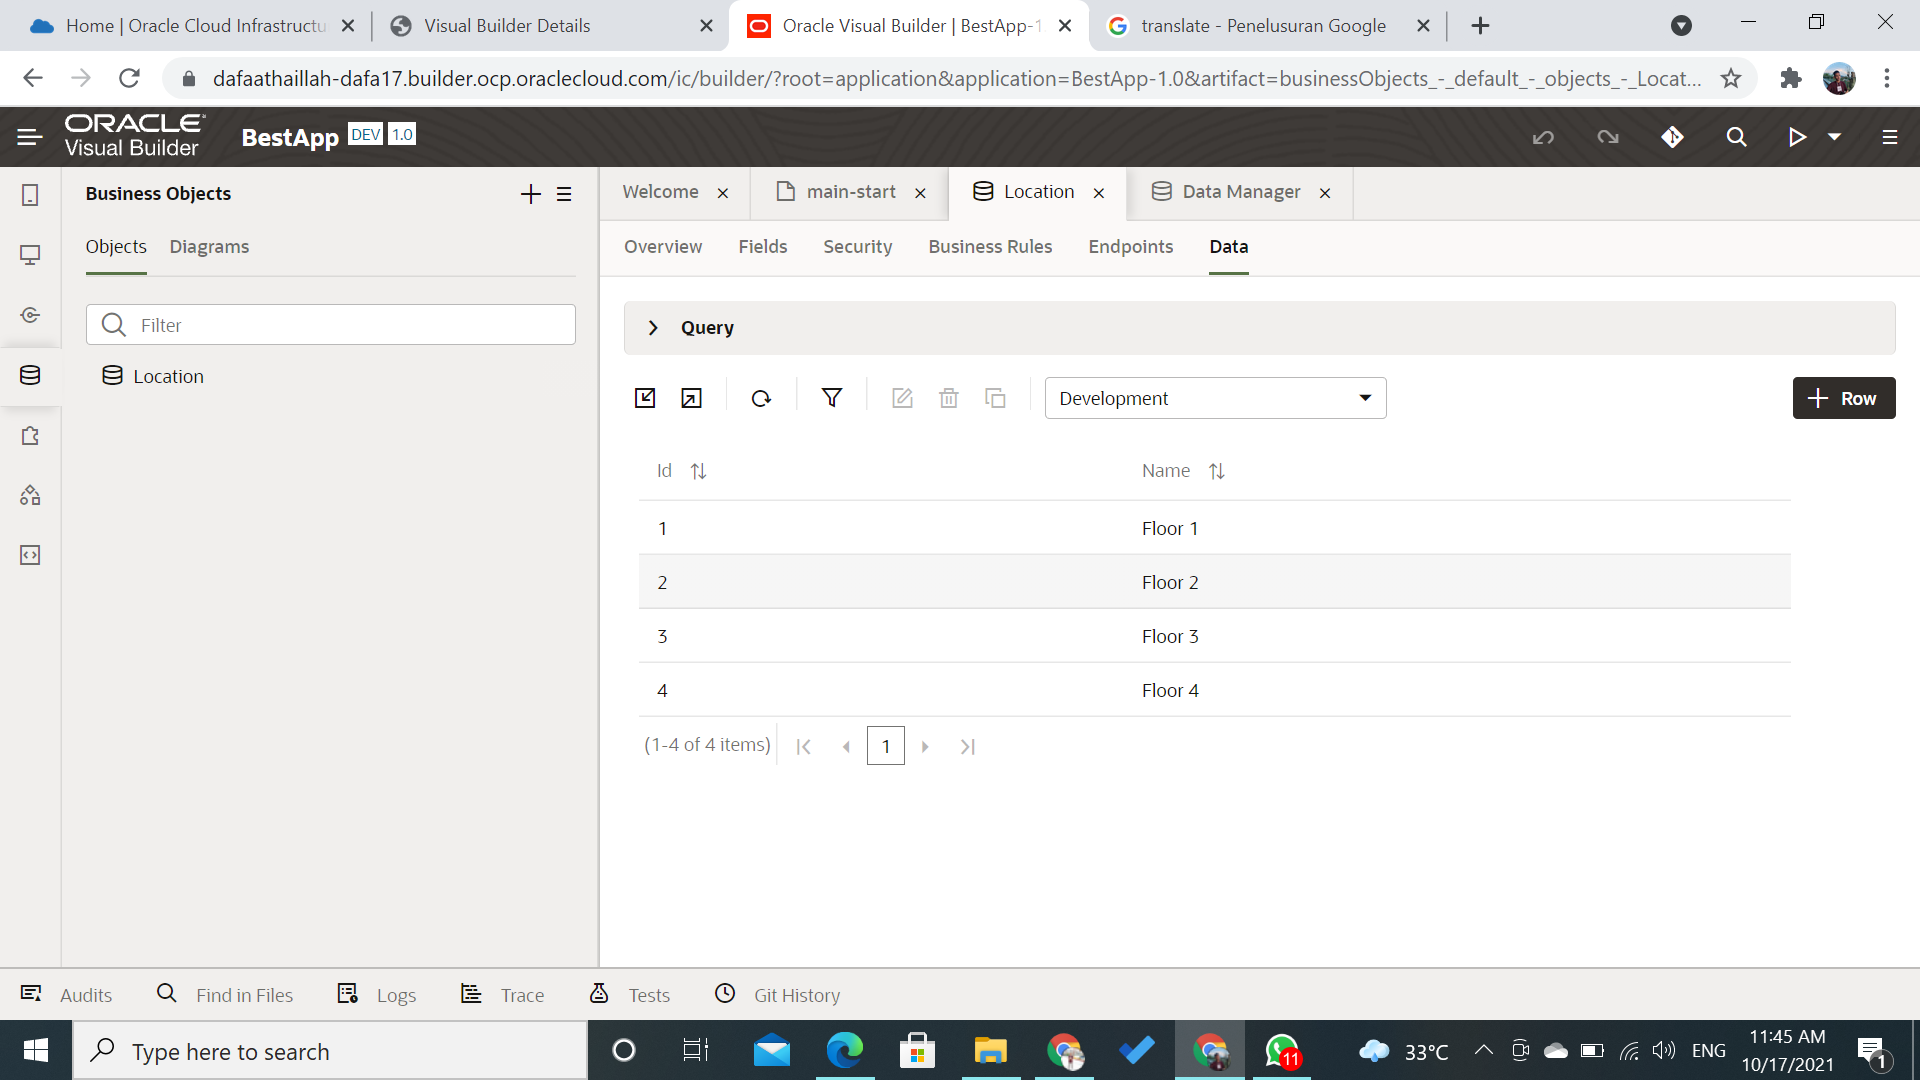 Home | Oracle Cloud Infrastructu
Visual Builder Details
Oracle Visual Builder | BestApp-1
translate - Penelusuran Google
dafaathaillah-dafa17.builder.ocp.oraclecloud.com/ic/builder/?root=application&application=BestApp-1.0&artifact=businessObjects_-_default_-_objects_-_Locat...
ORACLE
Visual Builder
BestApp DEV 1.0
Business Objects
Welcome
main-start
Location
Data Manager
Objects Diagrams
Overview Fields Security Business Rules Endpoints Data
Filter
Location
Query
Development
Row
Id Name
1 Floor 1
2 Floor 2
3 Floor 3
4 Floor 4
(1-4 of 4 items) 1
Audits Find in Files Logs Trace Tests Git History
Type here to search
11
33°C
ENG
11:45 AM
10/17/2021
1